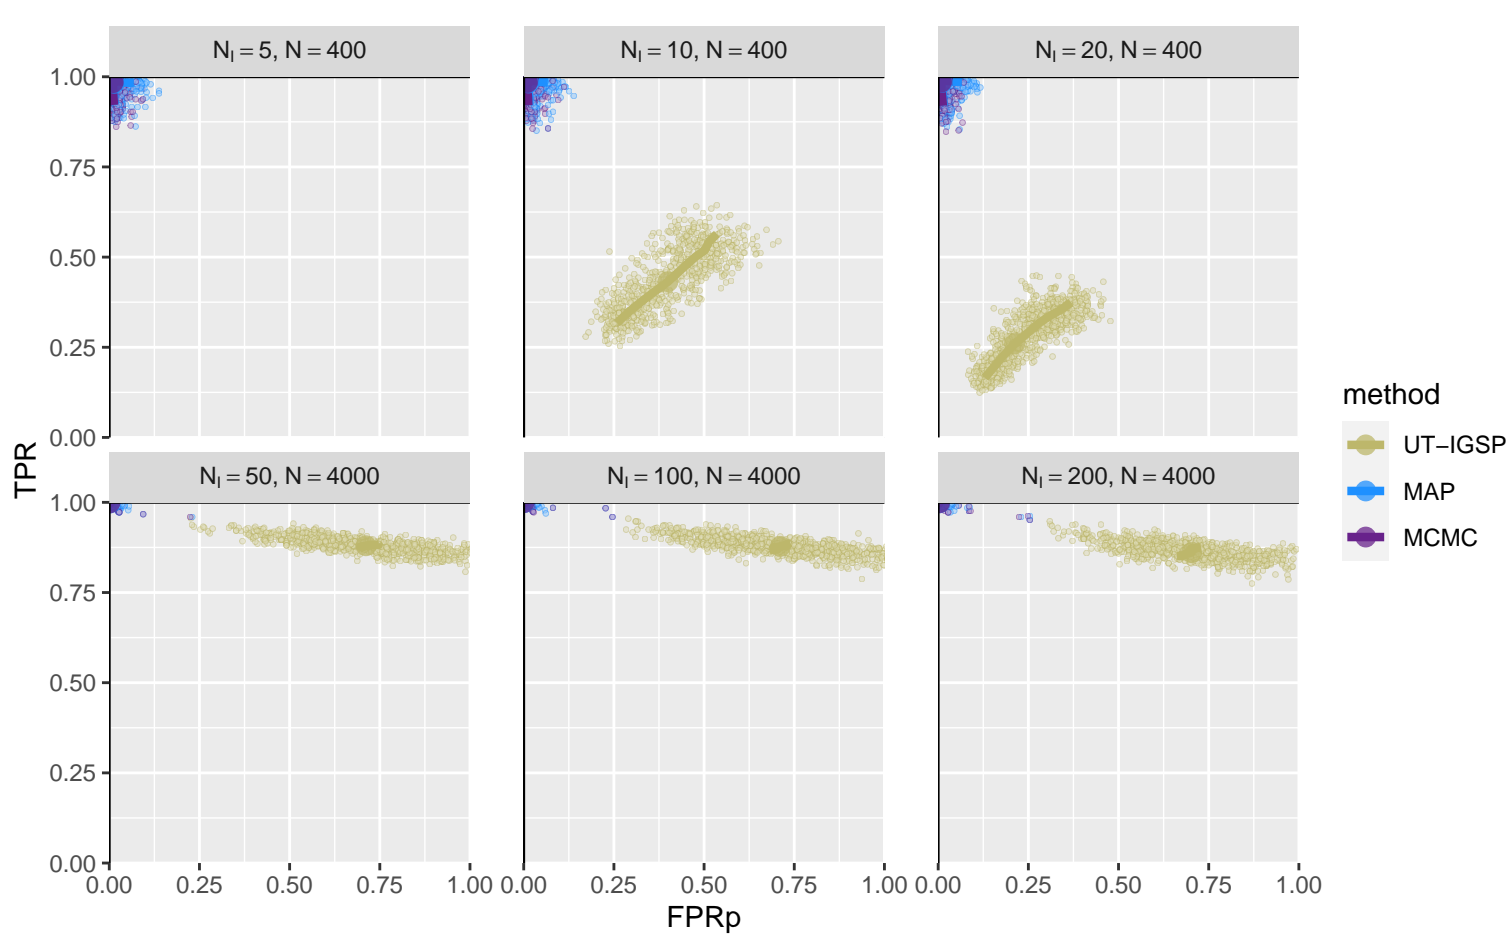 N_I = 5, N = 400
N_I = 10, N = 400
N_I = 20, N = 400
1.00
0.75
0.50
0.25
0.00
TPR
N_I = 50, N = 4000
N_I = 100, N = 4000
N_I = 200, N = 4000
1.00
0.75
0.50
0.25
0.00
0.00 0.25 0.50 0.75 1.00
0.00 0.25 0.50 0.75 1.00
0.00 0.25 0.50 0.75 1.00
FPRp
method
UT−IGSP
MAP
MCMC